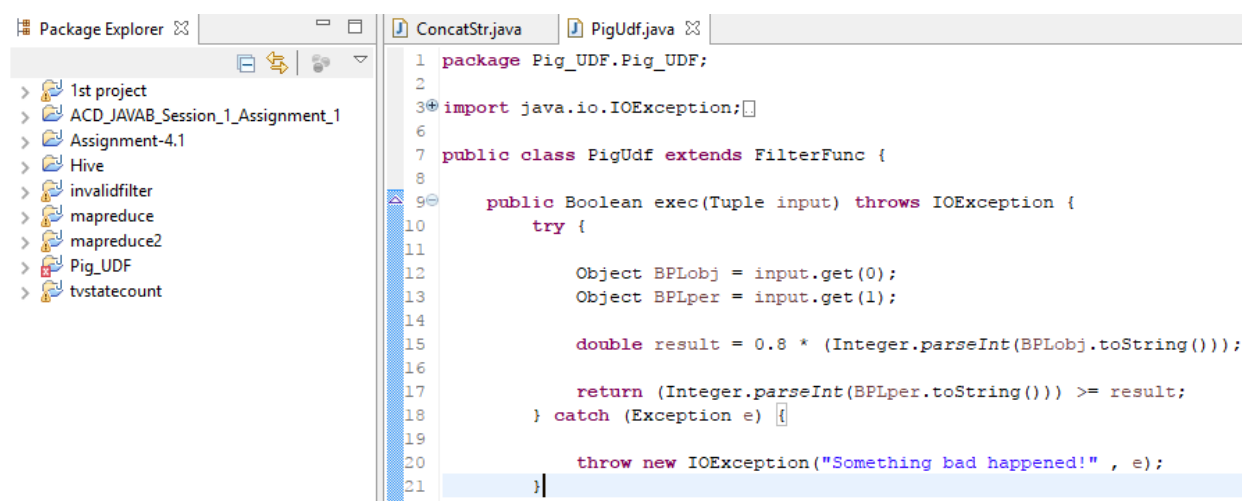 Package Explorer
1st project
ACD_JAVAB_Session_1_Assignment_1
Assignment-4.1
Hive
invalidfilter
mapreduce
mapreduce2
Pig_UDF
tvstatecount
ConcatStr.java PigUdf.java
1 package Pig_UDF.Pig_UDF;
2
3 import java.io.IOException;
6
7 public class PigUdf extends FilterFunc {
8
9 public Boolean exec(Tuple input) throws IOException {
10 try {
11
12 Object BPLobj = input.get(0);
13 Object BPLper = input.get(1);
14
15 double result = 0.8 * (Integer.parseInt(BPLobj.toString()));
16
17 return (Integer.parseInt(BPLper.toString())) >= result;
18 } catch (Exception e) {
19
20 throw new IOException("Something bad happened!" , e);
21 }